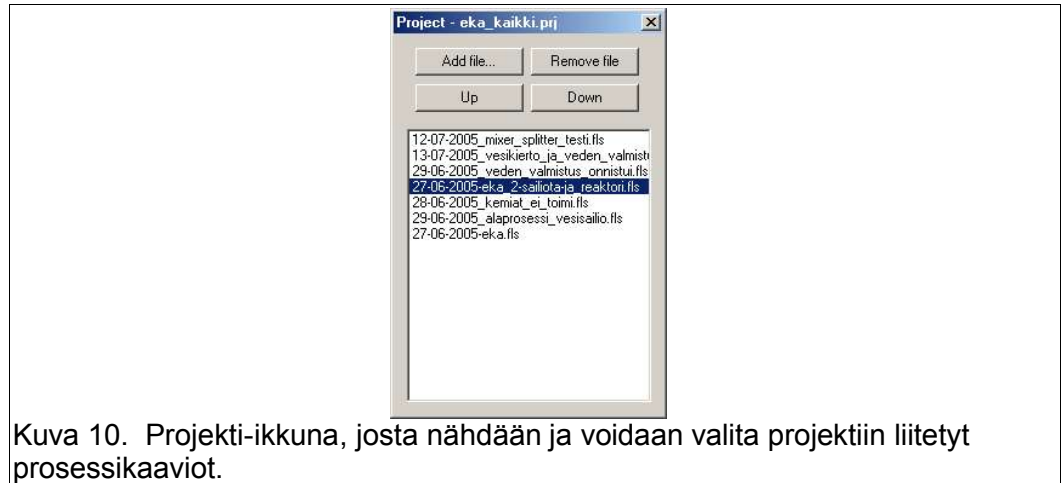 Project - eka_kaikki.prj
Add file... Remove file
Up Down
12-07-2005_mixer_splitter_testi.fls
13-07-2005_vesikierto_ja_veden_valmist
29-06-2005_veden_valmistus_onnistui.fls
27-06-2005-eka_2-sailiota-ja_reaktori.fls
28-06-2005_kemiat_ei_toimi.fls
29-06-2005_alaprosessi_vesisailio.fls
27-06-2005-eka.fls
Kuva 10. Projekti-ikkuna, josta nähdään ja voidaan valita projektiin liitetyt
prosessikaaviot.